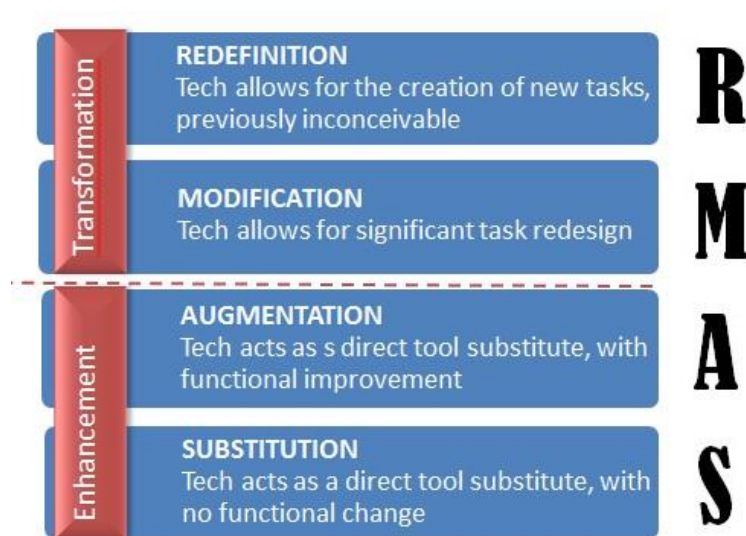 Transformation
REDEFINITION
Tech allows for the creation of new tasks,
previously inconceivable
R
MODIFICATION
Tech allows for significant task redesign
M
Enhancement
AUGMENTATION
Tech acts as s direct tool substitute, with
functional improvement
A
SUBSTITUTION
Tech acts as a direct tool substitute, with
no functional change
S